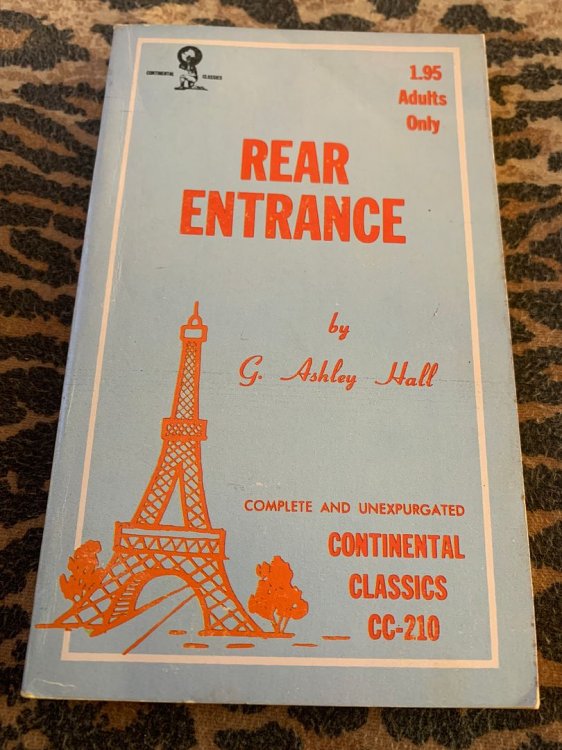 CONTINENTAL CLASSICS
1.95
Adults
Only
REAR
ENTRANCE
by
G. Ashley Hall
COMPLETE AND UNEXPURGATED
CONTINENTAL
CLASSICS
CC-210